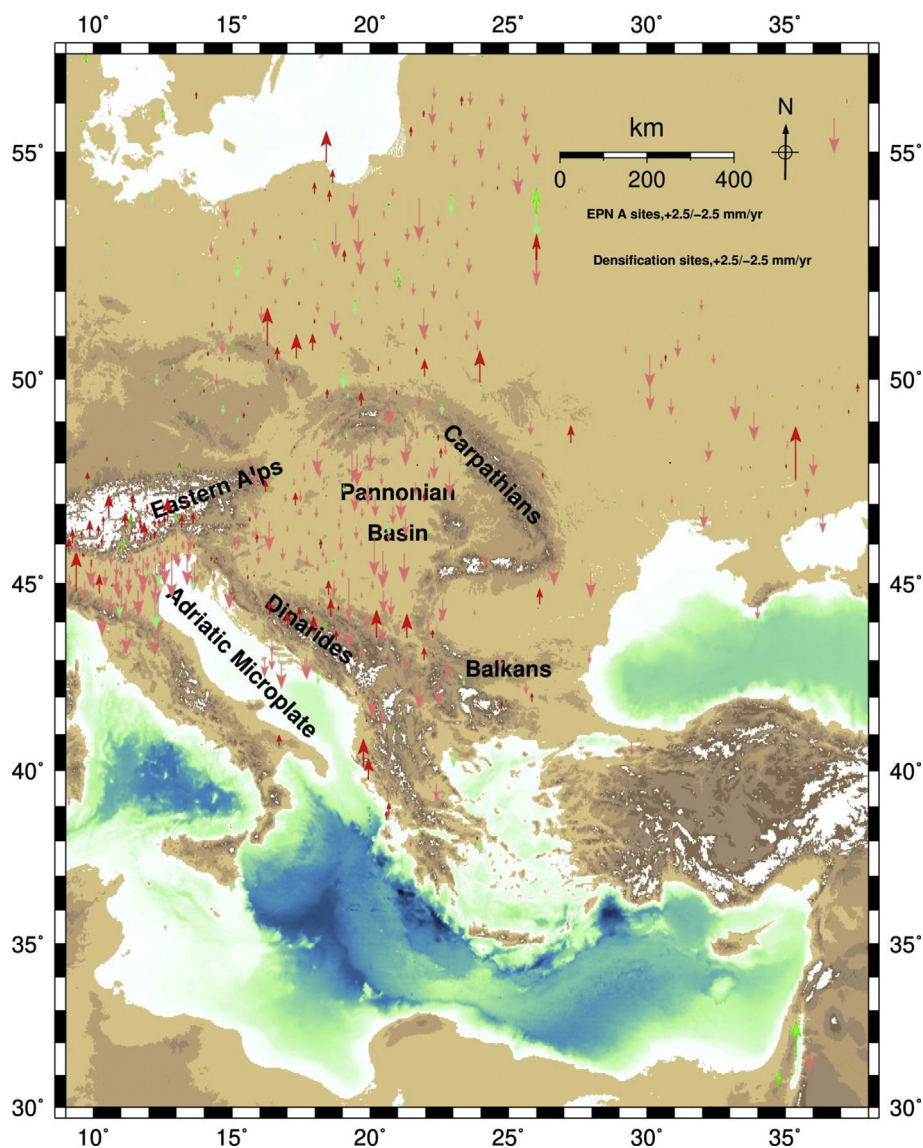 10° 15° 20° 25° 30° 35°
N
km
55° 55°
0 200 400
EPN A sites,+2.5/−2.5 mm/yr
Densification sites,+2.5/−2.5 mm/yr
50° 50°
Carpathians
Eastern Alps
Pannonian
Basin
45° 45°
Adriatic Microplate
Dinarides
Balkans
40° 40°
35° 35°
30° 30°
10° 15° 20° 25° 30° 35°